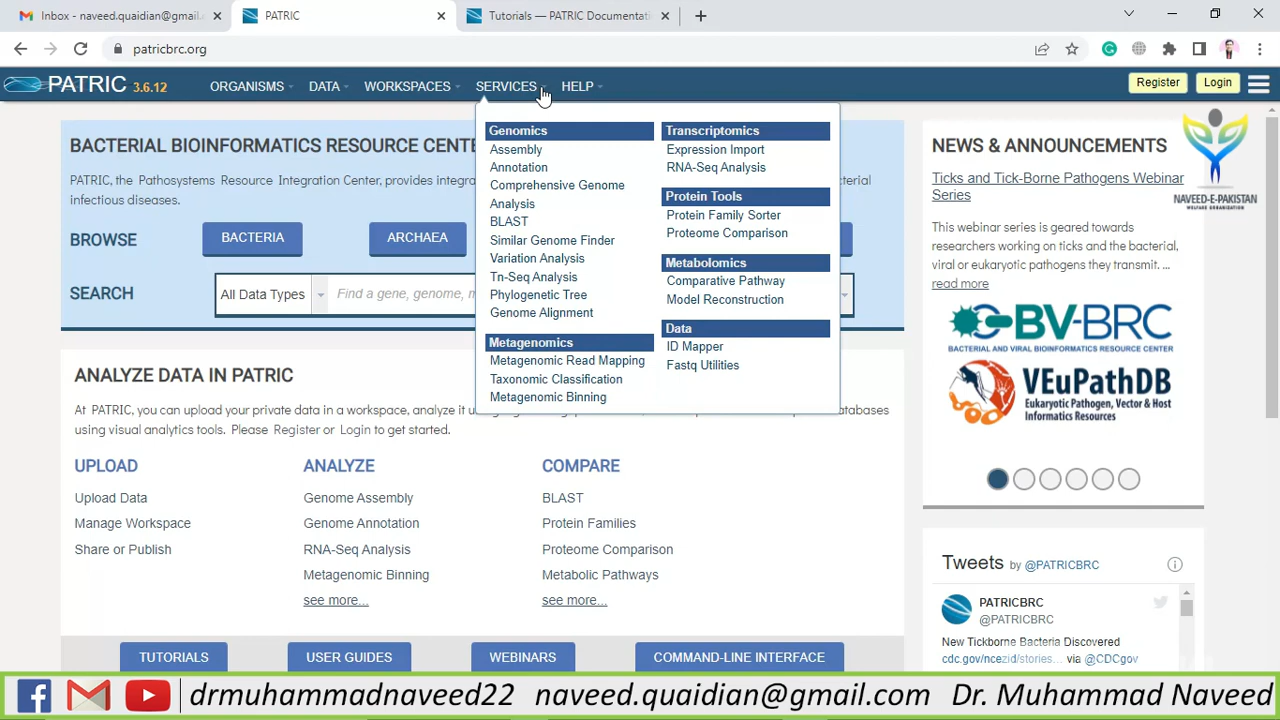 Inbox - naveed.quaidian@gmail.
PATRIC
Tutorials — PATRIC Documentati
patricbrc.org
PATRIC 3.6.12
ORGANISMS DATA WORKSPACES SERVICES HELP
Register Login
Genomics
Assembly
Annotation
Comprehensive Genome
Analysis
BLAST
Similar Genome Finder
Variation Analysis
Tn-Seq Analysis
Phylogenetic Tree
Genome Alignment
Metagenomics
Metagenomic Read Mapping
Taxonomic Classification
Metagenomic Binning
Transcriptomics
Expression Import
RNA-Seq Analysis
Protein Tools
Protein Family Sorter
Proteome Comparison
Metabolomics
Comparative Pathway
Model Reconstruction
Data
ID Mapper
Fastq Utilities
BACTERIAL BIOINFORMATICS RESOURCE CENTE
PATRIC, the Pathosystems Resource Integration Center, provides integra
bacterial
infectious diseases.
BROWSE BACTERIA ARCHAEA
SEARCH All Data Types Find a gene, genome, m
ANALYZE DATA IN PATRIC
At PATRIC, you can upload your private data in a workspace, analyze it u
databases
using visual analytics tools. Please Register or Login to get started.
UPLOAD
Upload Data
Manage Workspace
Share or Publish
ANALYZE
Genome Assembly
Genome Annotation
RNA-Seq Analysis
Metagenomic Binning
see more...
COMPARE
BLAST
Protein Families
Proteome Comparison
Metabolic Pathways
see more...
TUTORIALS USER GUIDES WEBINARS COMMAND-LINE INTERFACE
NEWS & ANNOUNCEMENTS
Ticks and Tick-Borne Pathogens Webinar
Series
This webinar series is geared towards
researchers working on ticks and the bacterial,
viral or eukaryotic pathogens they transmit. ...
read more
NAVEED-E-PAKISTAN
WELFARE ORGANIZATION
BV-BRC
BACTERIAL AND VIRAL BIOINFORMATICS RESOURCE CENTER
VEuPathDB
Eukaryotic Pathogen, Vector & Host
Informatics Resources
Tweets by @PATRICBRC
PATRICBRC
@PATRICBRC
New Tickborne Bacteria Discovered
cdc.gov/ncezid/stories… via @CDCgov
drmuhammadnaveed22 naveed.quaidian@gmail.com Dr. Muhammad Naveed